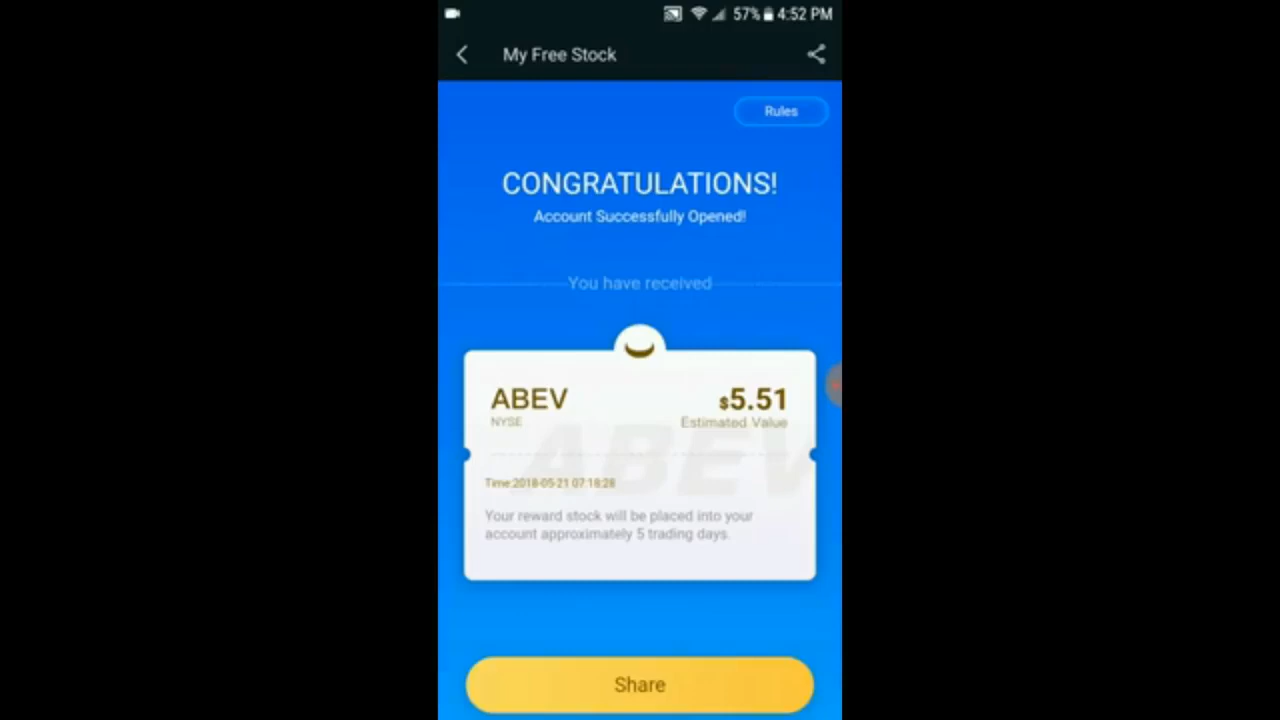 57% 4:52 PM
My Free Stock
Rules
CONGRATULATIONS!
Account Successfully Opened!
You have received
ABEV
$5.51
NYSE
Estimated Value
ABEV
Time:2018-05-21 07:18:28
Your reward stock will be placed into your
account approximately 5 trading days.
Share